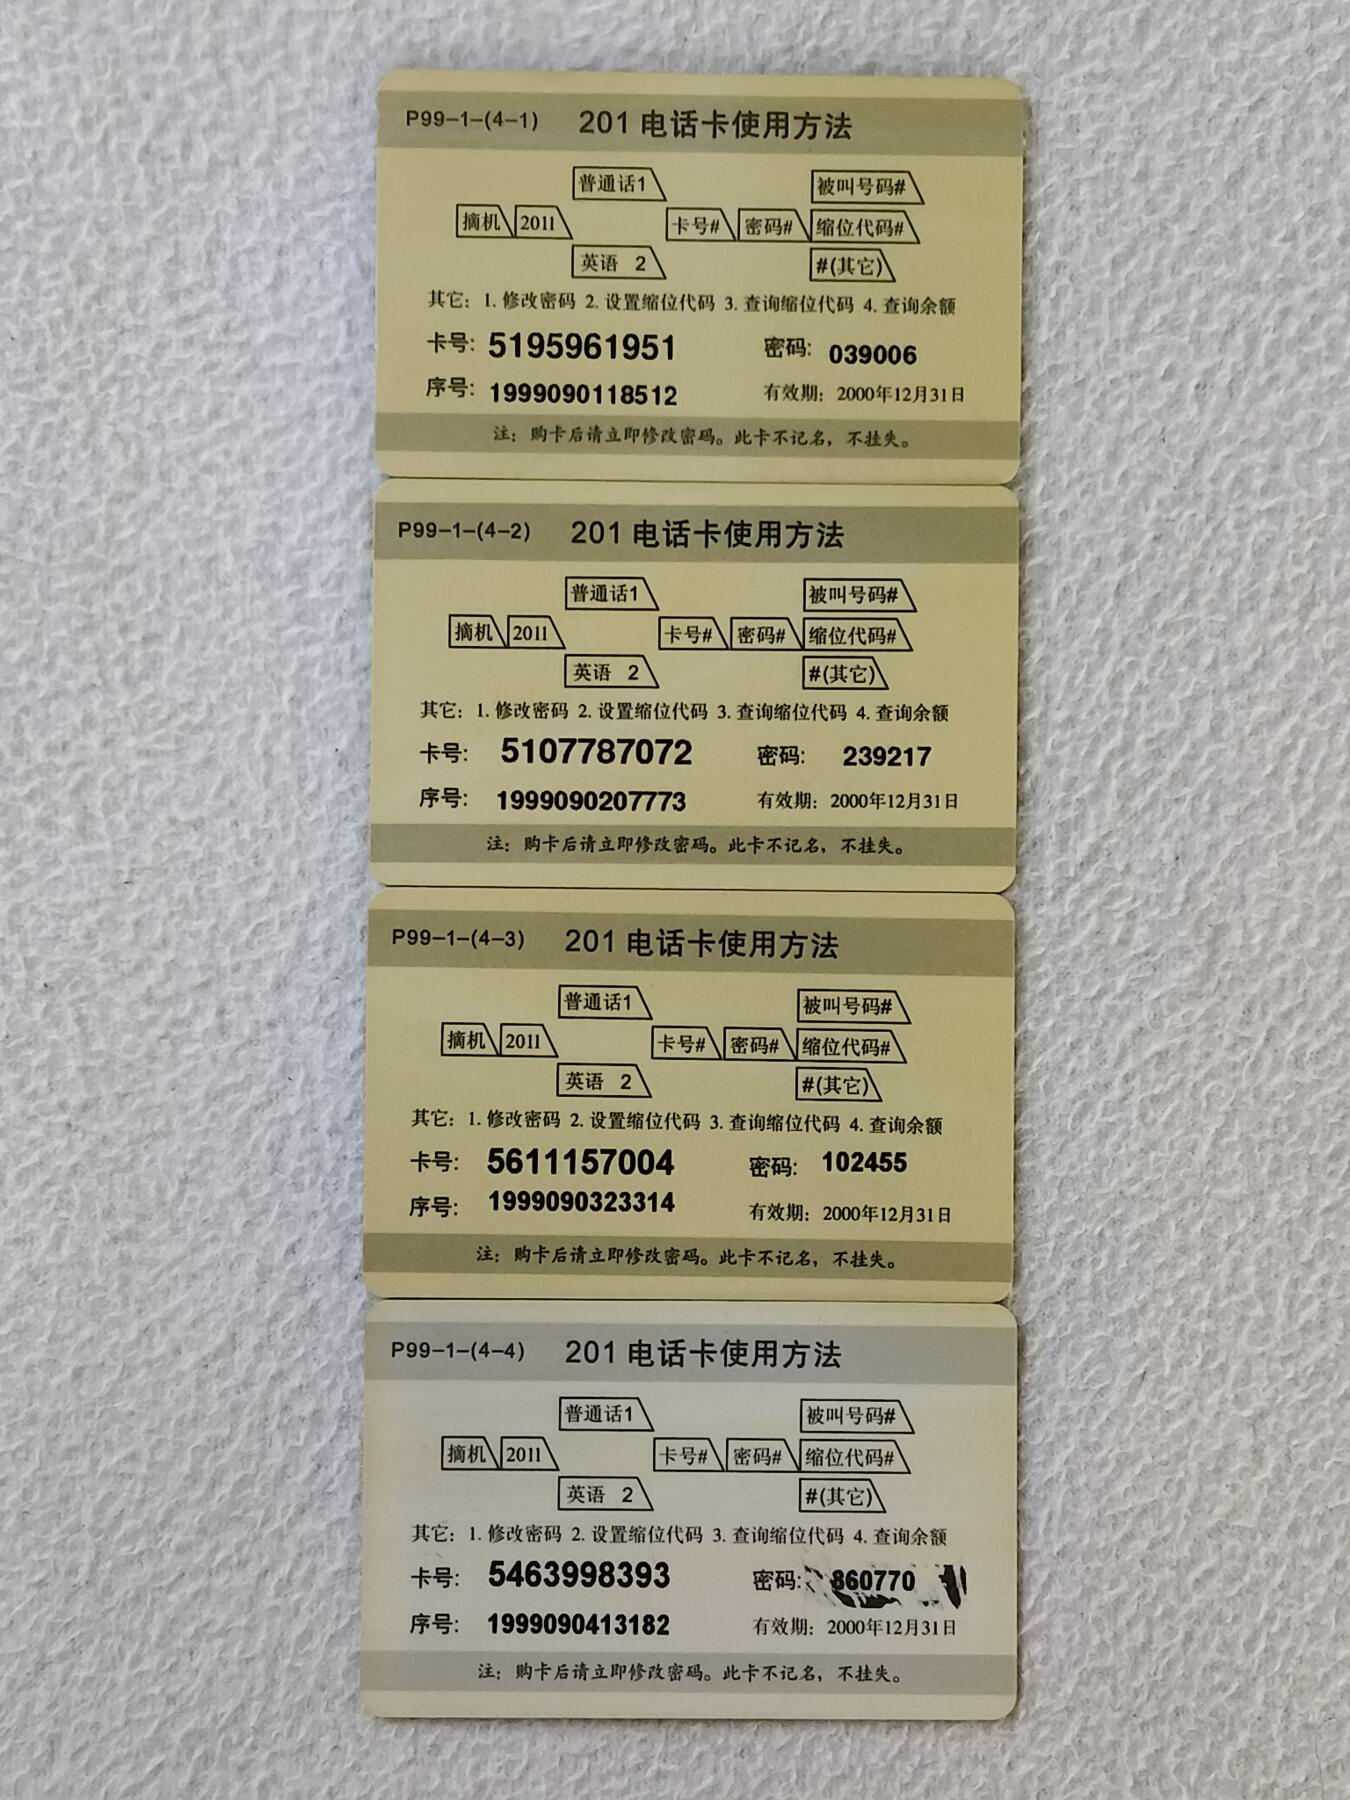 P99-1-(4-1) 201电话卡使用方法
普通话1 被叫号码#
摘机 2011 卡号# 密码# 缩位代码#
英语 2 #(其它)
其它: 1. 修改密码 2. 设置缩位代码 3. 查询缩位代码 4. 查询余额
卡号: 5195961951 密码: 039006
序号: 1999090118512 有效期: 2000年12月31日
注: 购卡后请立即修改密码。此卡不记名, 不挂失。
P99-1-(4-2) 201电话卡使用方法
普通话1 被叫号码#
摘机 2011 卡号# 密码# 缩位代码#
英语 2 #(其它)
其它: 1. 修改密码 2. 设置缩位代码 3. 查询缩位代码 4. 查询余额
卡号: 5107787072 密码: 239217
序号: 1999090207773 有效期: 2000年12月31日
注: 购卡后请立即修改密码。此卡不记名, 不挂失。
P99-1-(4-3) 201电话卡使用方法
普通话1 被叫号码#
摘机 2011 卡号# 密码# 缩位代码#
英语 2 #(其它)
其它: 1. 修改密码 2. 设置缩位代码 3. 查询缩位代码 4. 查询余额
卡号: 5611157004 密码: 102455
序号: 1999090323314 有效期: 2000年12月31日
注: 购卡后请立即修改密码。此卡不记名, 不挂失。
P99-1-(4-4) 201电话卡使用方法
普通话1 被叫号码#
摘机 2011 卡号# 密码# 缩位代码#
英语 2 #(其它)
其它: 1. 修改密码 2. 设置缩位代码 3. 查询缩位代码 4. 查询余额
卡号: 5463998393 密码: 860770
序号: 1999090413182 有效期: 2000年12月31日
注: 购卡后请立即修改密码。此卡不记名, 不挂失。